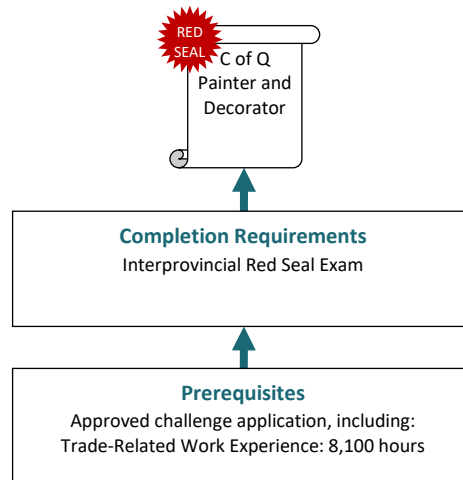 RED
SEAL
C of Q
Painter and
Decorator
Completion Requirements
Interprovincial Red Seal Exam
Prerequisites
Approved challenge application, including:
Trade-Related Work Experience: 8,100 hours